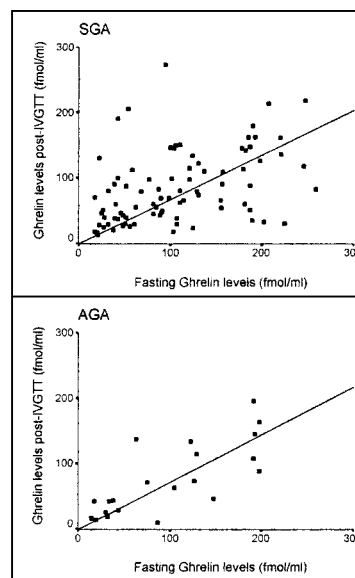 SGA
300
200
100
0
Ghrelin levels post-IVGTT (fmol/ml)
0 100 200 300
Fasting Ghrelin levels (fmol/ml)
AGA
300
200
100
0
Ghrelin levels post-IVGTT (fmol/ml)
0 100 200 300
Fasting Ghrelin levels (fmol/ml)